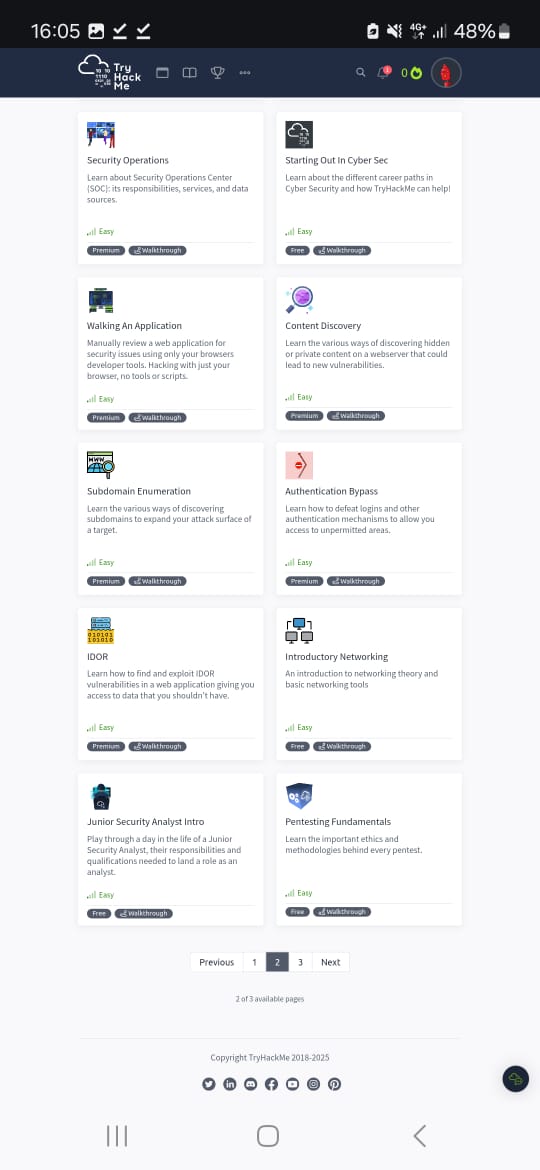 16:05
4G+
48%
Try
Hack
Me
1
0
Security Operations
Learn about Security Operations Center
(SOC): its responsibilities, services, and data
sources.
Easy
Premium
Walkthrough
Starting Out In Cyber Sec
Learn about the different career paths in
Cyber Security and how TryHackMe can help!
Easy
Free
Walkthrough
Walking An Application
Manually review a web application for
security issues using only your browsers
developer tools. Hacking with just your
browser, no tools or scripts.
Easy
Premium
Walkthrough
Content Discovery
Learn the various ways of discovering hidden
or private content on a webserver that could
lead to new vulnerabilities.
Easy
Premium
Walkthrough
WWW
Subdomain Enumeration
Learn the various ways of discovering
subdomains to expand your attack surface of
a target.
Easy
Premium
Walkthrough
Authentication Bypass
Learn how to defeat logins and other
authentication mechanisms to allow you
access to unpermitted areas.
Easy
Premium
Walkthrough
010101
101010
IDOR
Learn how to find and exploit IDOR
vulnerabilities in a web application giving you
access to data that you shouldn't have.
Easy
Premium
Walkthrough
Introductory Networking
An introduction to networking theory and
basic networking tools
Easy
Free
Walkthrough
Junior Security Analyst Intro
Play through a day in the life of a Junior
Security Analyst, their responsibilities and
qualifications needed to land a role as an
analyst.
Easy
Free
Walkthrough
Pentesting Fundamentals
Learn the important ethics and
methodologies behind every pentest.
Easy
Free
Walkthrough
Previous 1 2 3 Next
2 of 3 available pages
Copyright TryHackMe 2018-2025